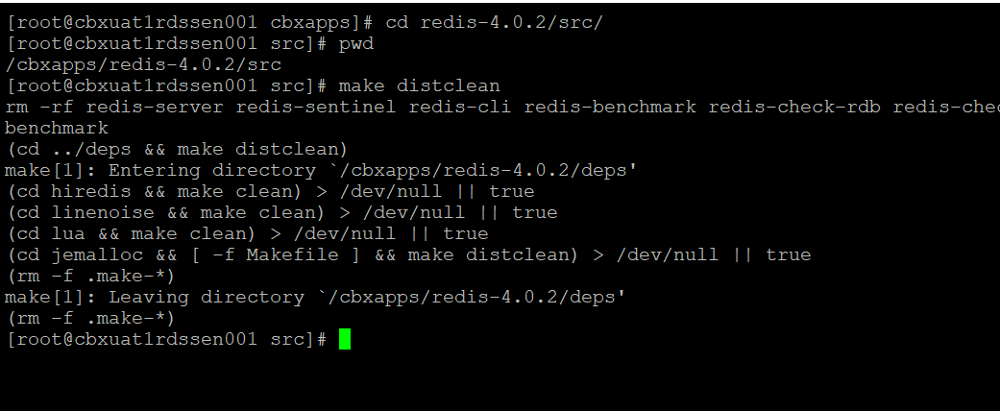 [root@cbxuat1rdssen001 cbxapps]# cd redis-4.0.2/src/
[root@cbxuat1rdssen001 src]# pwd
/cbxapps/redis-4.0.2/src
[root@cbxuat1rdssen001 src]# make distclean
rm -rf redis-server redis-sentinel redis-cli redis-benchmark redis-check-rdb redis-chec
benchmark
(cd ../deps && make distclean)
make[1]: Entering directory `/cbxapps/redis-4.0.2/deps'
(cd hiredis && make clean) > /dev/null || true
(cd linenoise && make clean) > /dev/null || true
(cd lua && make clean) > /dev/null || true
(cd jemalloc && [ -f Makefile ] && make distclean) > /dev/null || true
(rm -f .make-*)
make[1]: Leaving directory `/cbxapps/redis-4.0.2/deps'
(rm -f .make-*)
[root@cbxuat1rdssen001 src]#